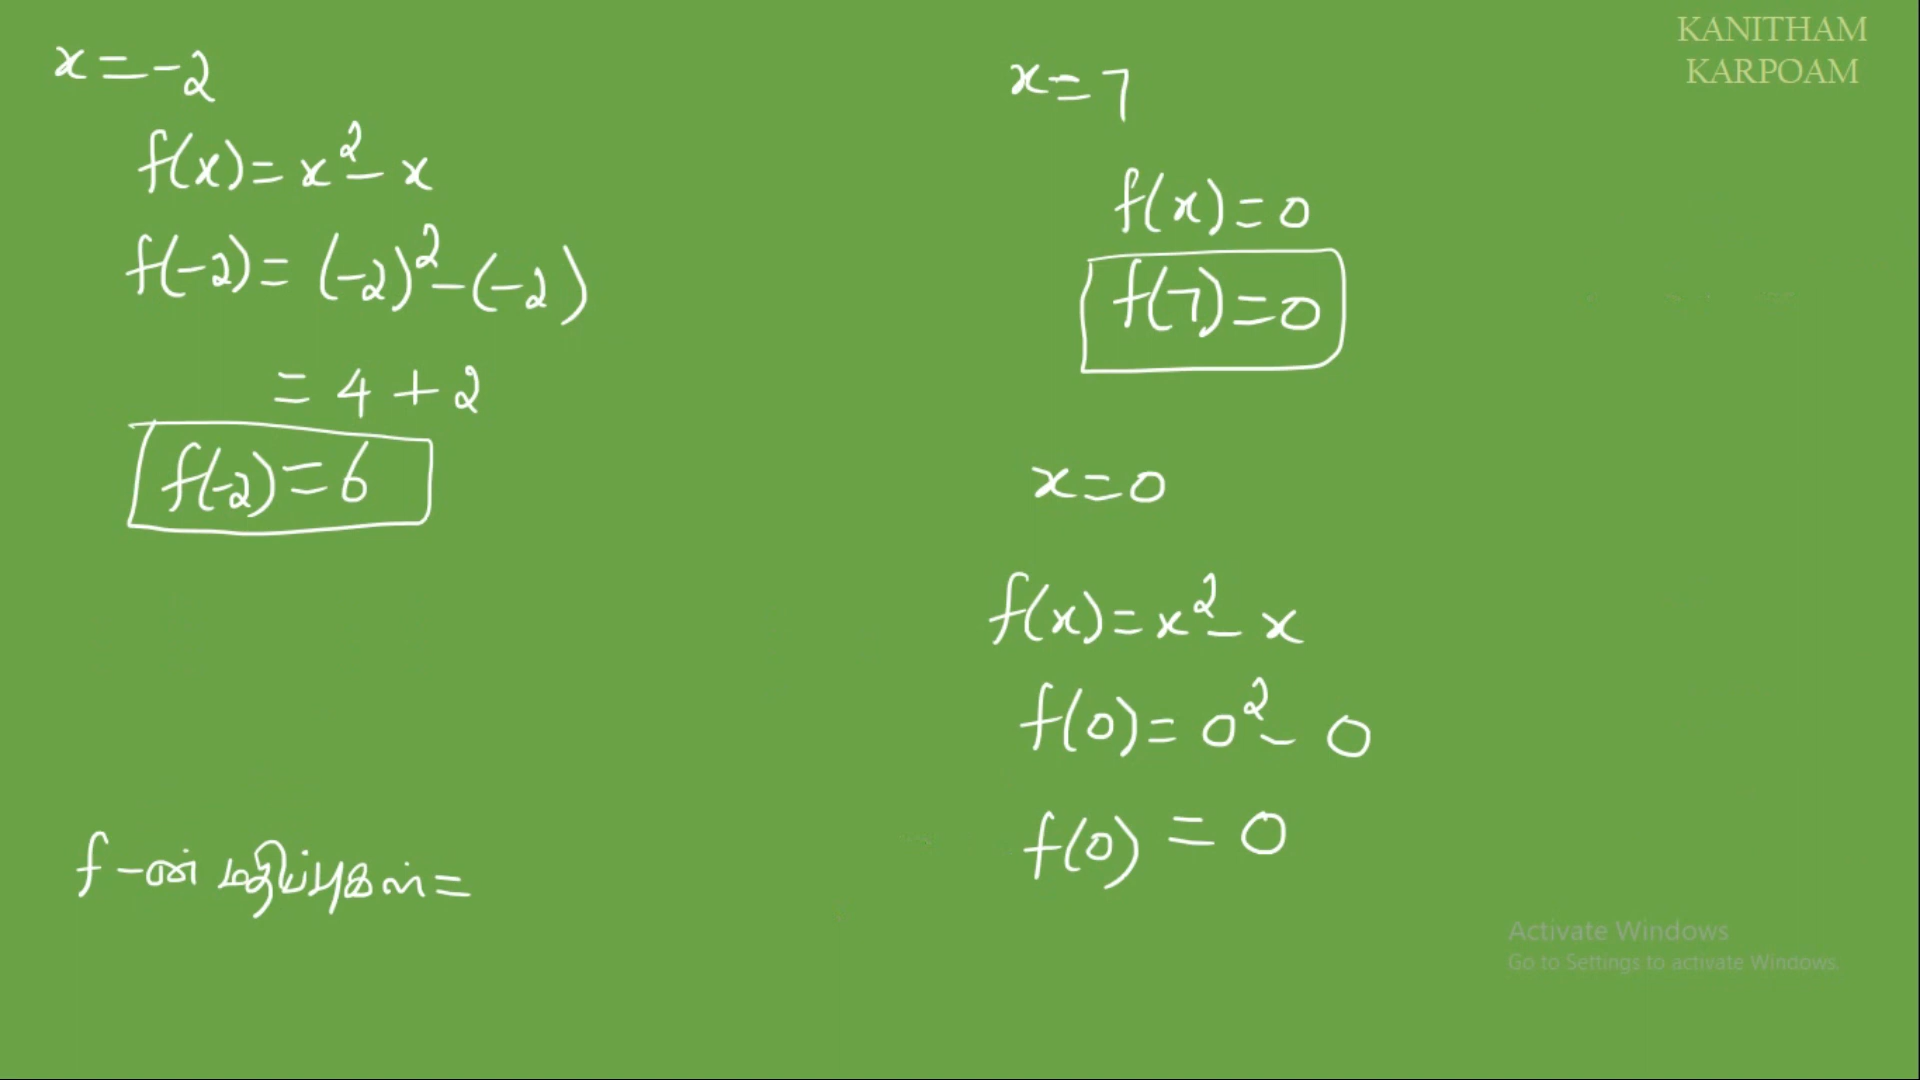 x = -2
f(x) = x² - x
f(-2) = (-2)² - (-2)
= 4 + 2
f(-2) = 6
f -ன் மதிப்புகள் =
x = 7
f(x) = 0
f(7) = 0
x = 0
f(x) = x² - x
f(0) = 0² - 0
f(0) = 0
KANITHAM
KARPOAM
Activate Windows
Go to Settings to activate Windows.